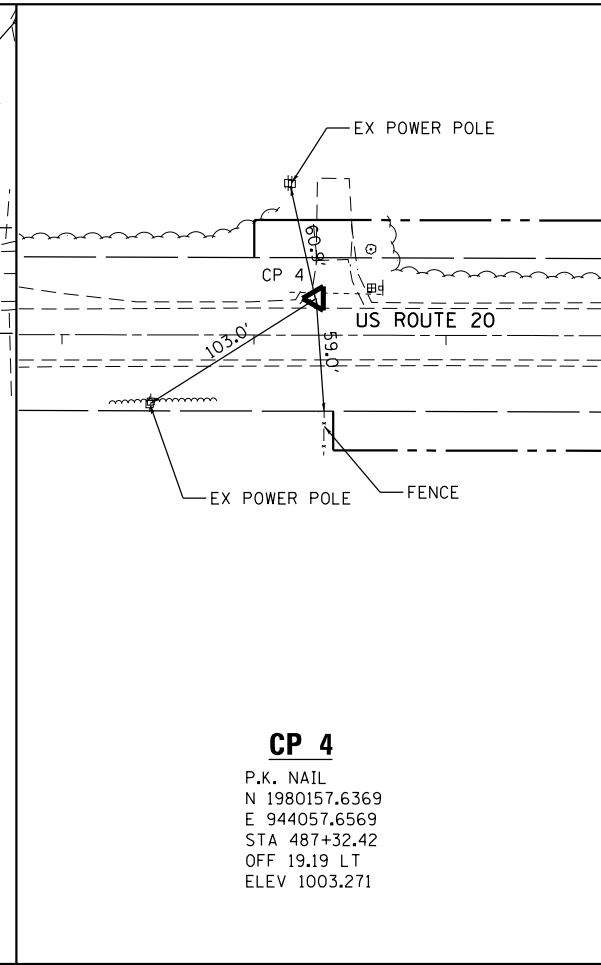 EX POWER POLE
60.9'
CP 4
US ROUTE 20
103.0'
59.0'
EX POWER POLE
FENCE
CP 4
P.K. NAIL
N 1980157.6369
E 944057.6569
STA 487+32.42
OFF 19.19 LT
ELEV 1003.271